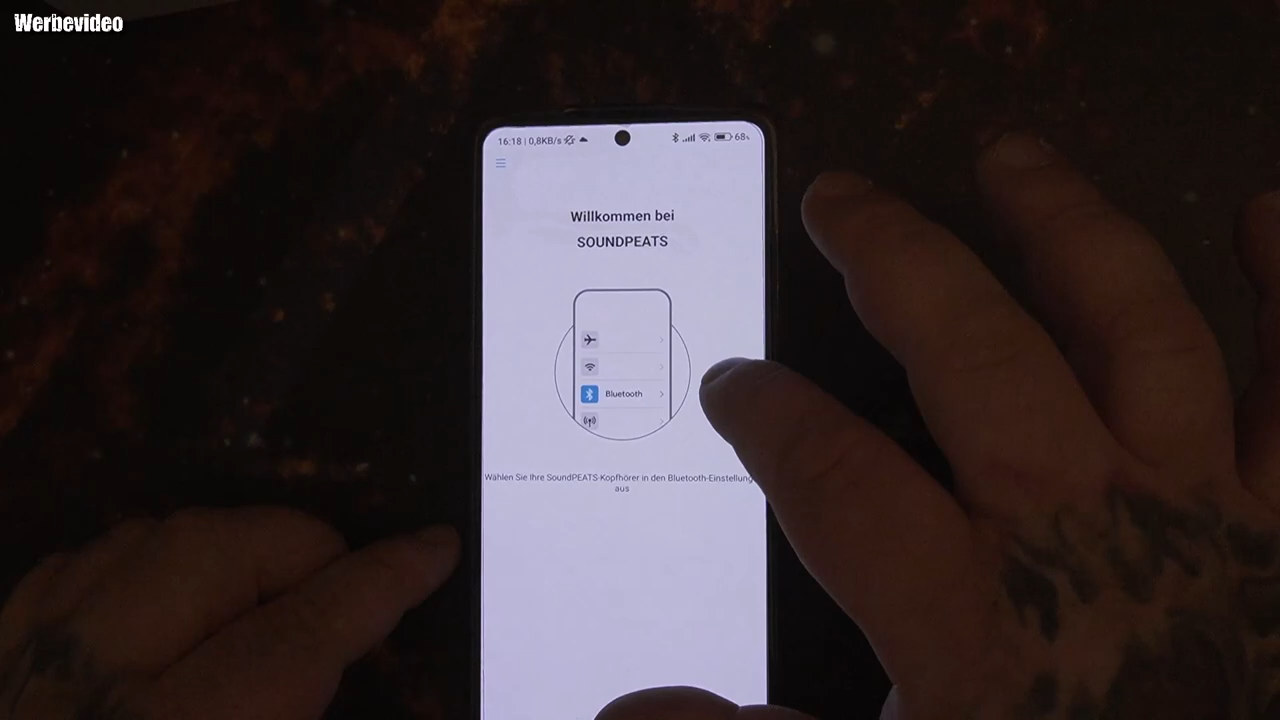 Werbevideo
16:18 | 0,8KB/s
68%
Willkommen bei
SOUNDPEATS
Bluetooth
Wählen Sie Ihre SoundPEATS-Kopfhörer in den Bluetooth-Einstellung
aus